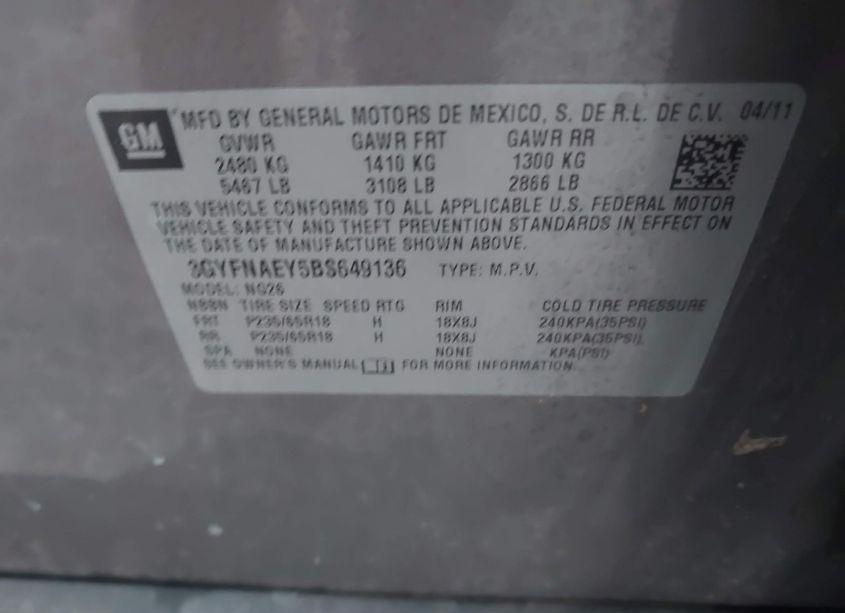 GM
MFD BY GENERAL MOTORS DE MEXICO, S. DE R.L. DE C.V. 04/11
GVWR GAWR FRT GAWR RR
2480 KG 1410 KG 1300 KG
5467 LB 3108 LB 2866 LB
THIS VEHICLE CONFORMS TO ALL APPLICABLE U.S. FEDERAL MOTOR
VEHICLE SAFETY AND THEFT PREVENTION STANDARDS IN EFFECT ON
THE DATE OF MANUFACTURE SHOWN ABOVE.
3GYFNAEY5BS649136 TYPE: M.P.V.
MODEL: NG26
N8BN TIRE SIZE SPEED RTG RIM COLD TIRE PRESSURE
FRT P235/65R18 H 18X8J 240KPA(35PSI)
RR P235/65R18 H 18X8J 240KPA(35PSI)
SPA NONE NONE KPA(PSI)
SEE OWNER'S MANUAL FOR MORE INFORMATION.